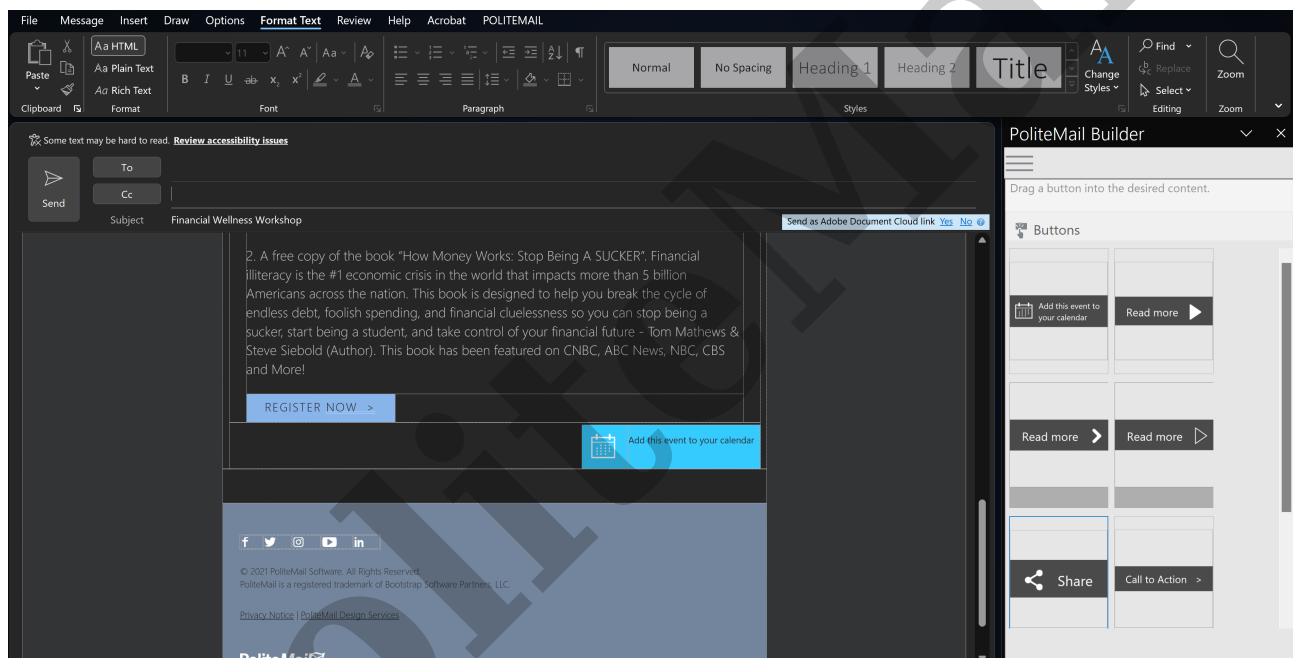 File Message Insert Draw Options Format Text Review Help Acrobat POLITEMAIL
Paste
Clipboard
Aa HTML
Aa Plain Text
Aa Rich Text
Format
11 A^ A˅ Aa
B I U ab x₂ x² A
Font
Paragraph
Normal No Spacing Heading 1 Heading 2 Title
Styles
Change
Styles
Find
Replace
Select
Editing
Zoom
Zoom
Some text may be hard to read. Review accessibility issues
Send
To
Cc
Subject Financial Wellness Workshop
Send as Adobe Document Cloud link Yes No
2. A free copy of the book “How Money Works: Stop Being A SUCKER”. Financial
illiteracy is the #1 economic crisis in the world that impacts more than 5 billion
Americans across the nation. This book is designed to help you break the cycle of
endless debt, foolish spending, and financial cluelessness so you can stop being a
sucker, start being a student, and take control of your financial future - Tom Mathews &
Steve Siebold (Author). This book has been featured on CNBC, ABC News, NBC, CBS
and More!
REGISTER NOW >
Add this event to your calendar
© 2021 PoliteMail Software. All Rights Reserved.
PoliteMail is a registered trademark of Bootstrap Software Partners, LLC.
Privacy Notice | PoliteMail Design Services
PoliteMail
PoliteMail Builder
Drag a button into the desired content.
Buttons
Add this event to
your calendar
Read more
Read more
Read more
Share
Call to Action >
PoliteMail